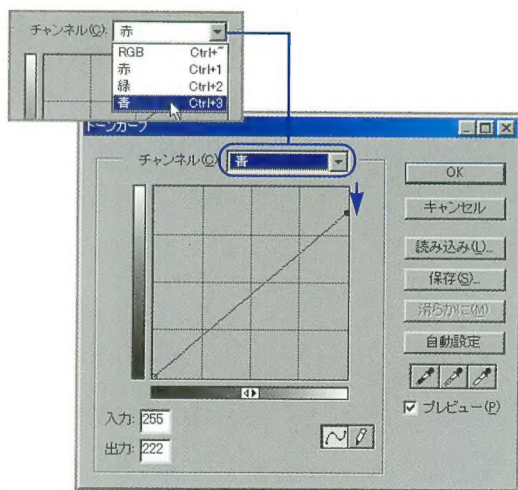 チャンネル(C): 赤
RGB Ctrl+~
赤 Ctrl+1
緑 Ctrl+2
青 Ctrl+3
トーンカーブ
チャンネル(C) 青
OK
キャンセル
読み込み(L)...
保存(S)...
滑らかに(M)
自動設定
プレビュー(P)
入力: 255
出力: 222